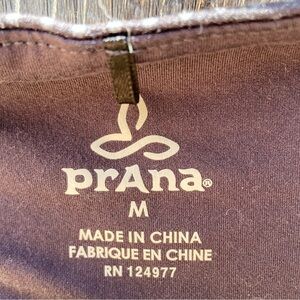 prAna®
M
MADE IN CHINA
FABRIQUE EN CHINE
RN 124977